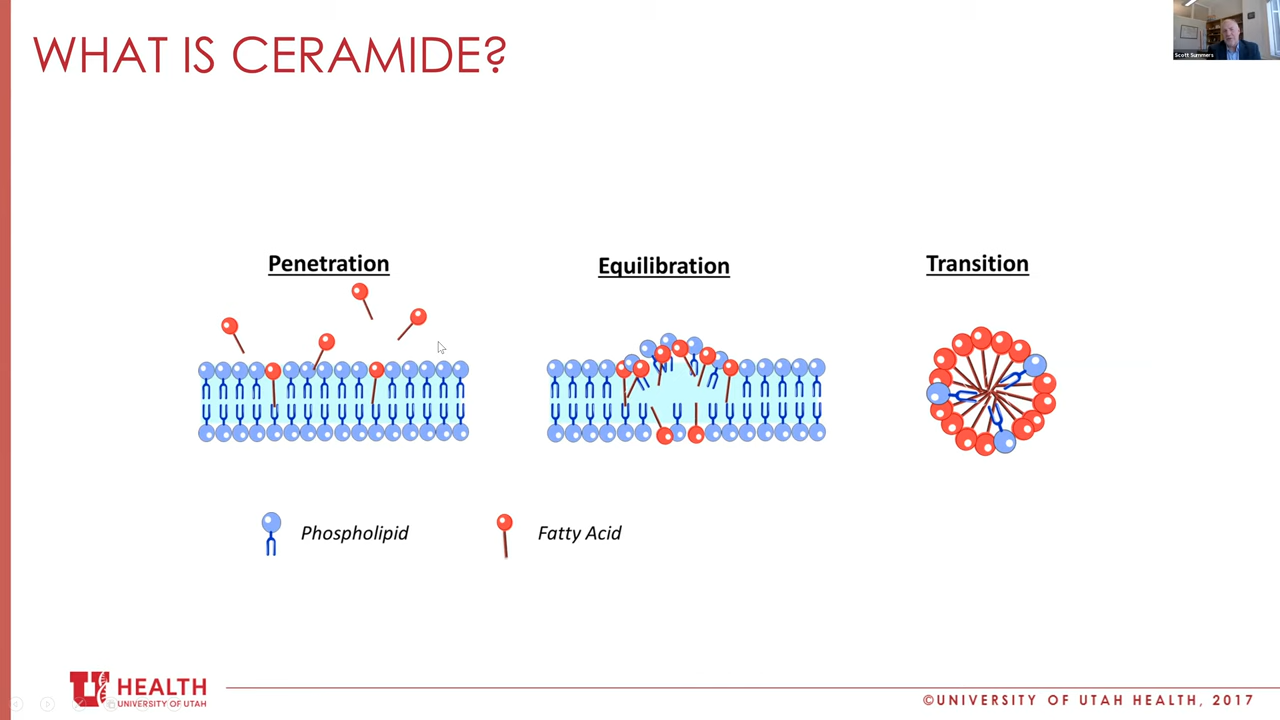 WHAT IS CERAMIDE?
Scott Summers
Penetration
Equilibration
Transition
Phospholipid
Fatty Acid
U HEALTH
UNIVERSITY OF UTAH
©UNIVERSITY OF UTAH HEALTH, 2017